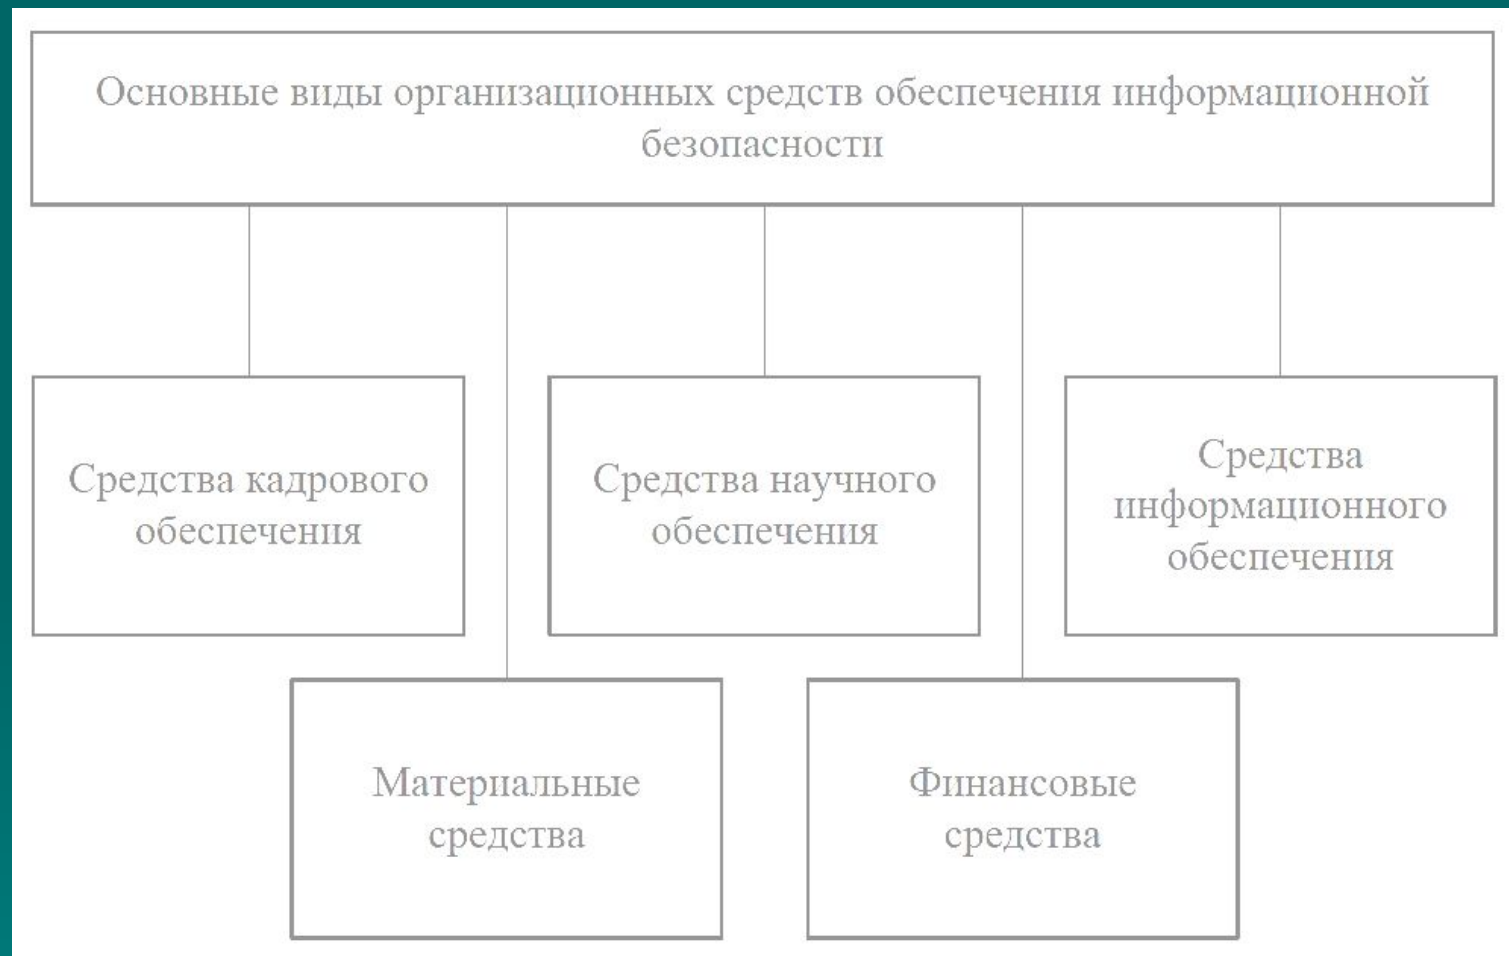 Основные виды организационных средств обеспечения информационной
безопасности
Средства кадрового
обеспечения
Средства научного
обеспечения
Средства
информационного
обеспечения
Материальные
средства
Финансовые
средства